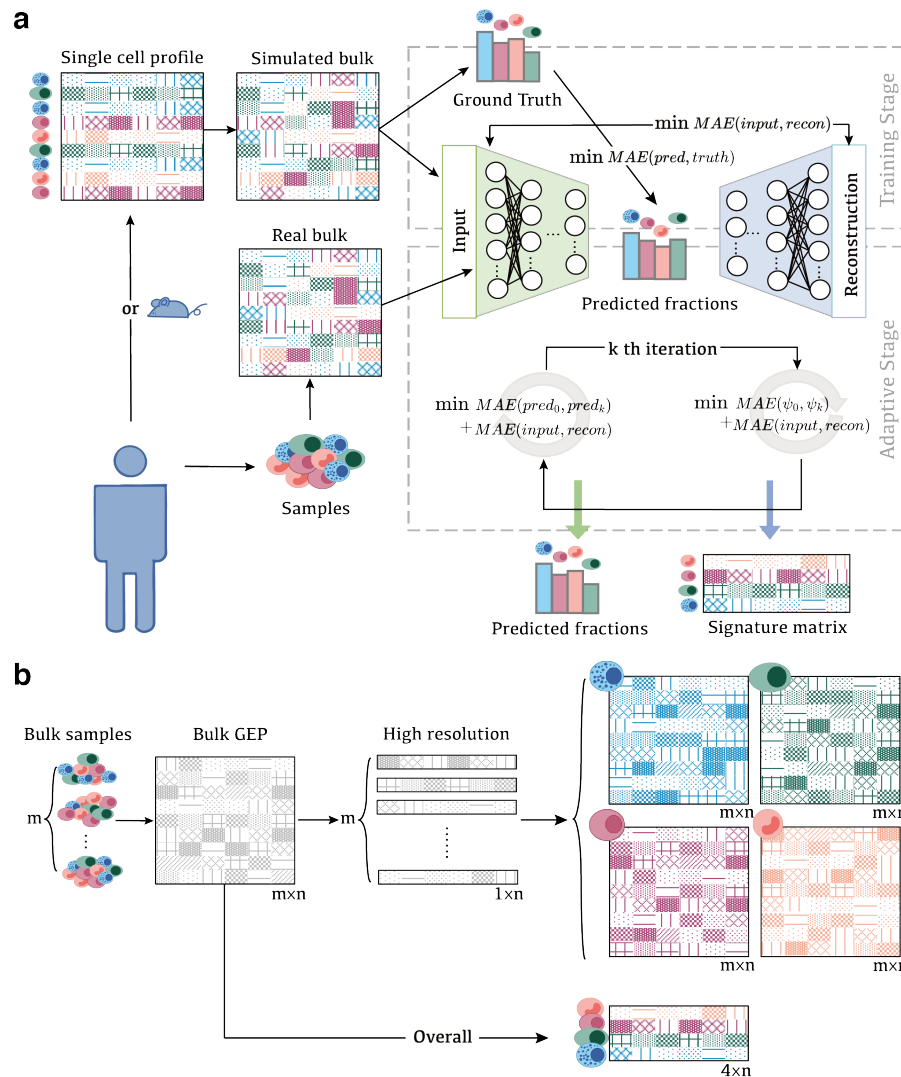 a
Single cell profile
Simulated bulk
Ground Truth
Training Stage
min MAE(input, recon)
min MAE(pred, truth)
Input
Reconstruction
Real bulk
or
Predicted fractions
Adaptive Stage
k th iteration
min MAE(pred₀, predₖ)
+MAE(input, recon)
min MAE(ψ₀, ψₖ)
+MAE(input, recon)
Samples
Predicted fractions
Signature matrix
b
Bulk samples
Bulk GEP
High resolution
m
m
m×n
1×n
m×n
m×n
m×n
m×n
Overall
4×n